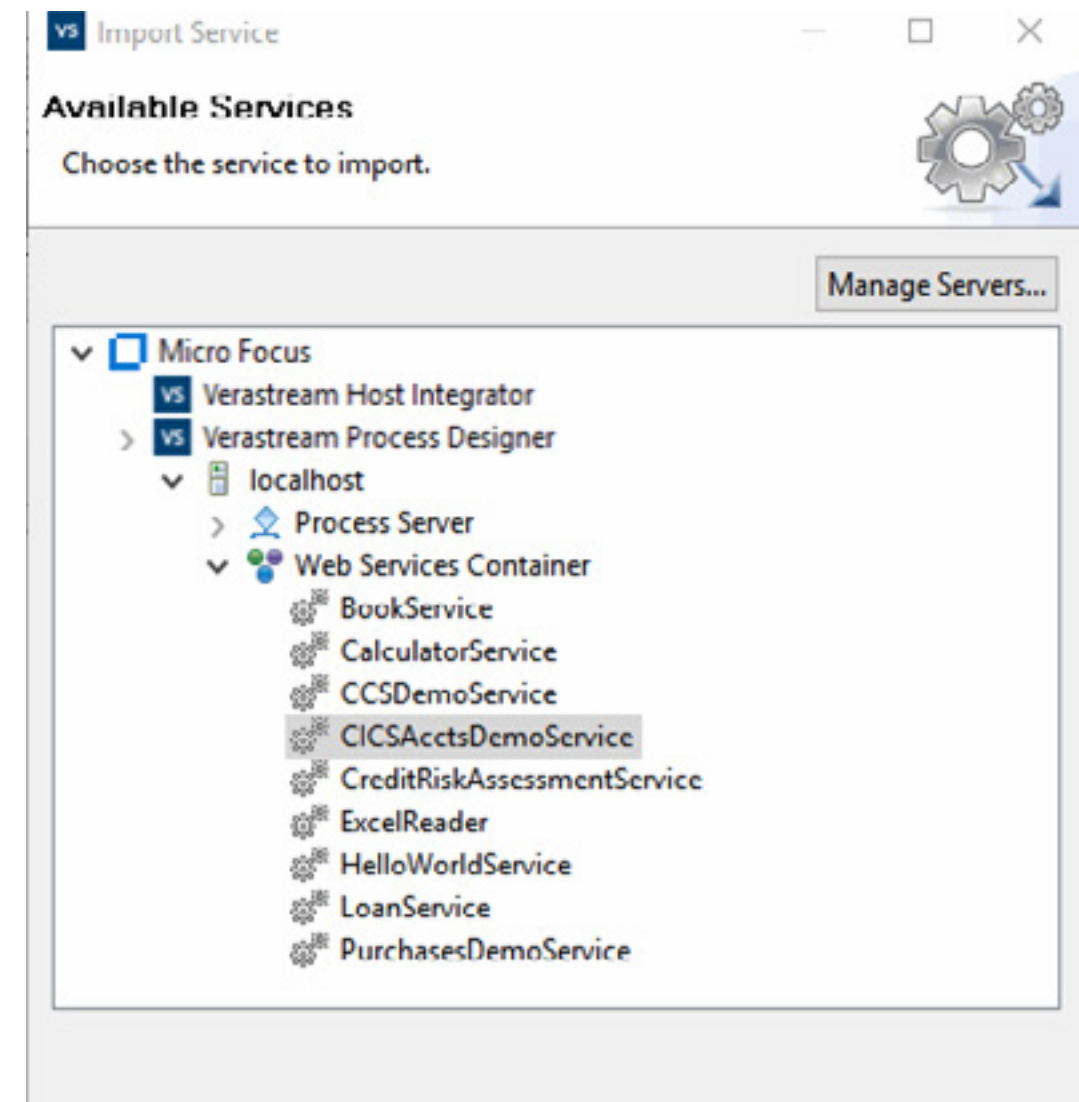 VS Import Service
Available Services
Choose the service to import.
Manage Servers...
Micro Focus
VS Verastream Host Integrator
VS Verastream Process Designer
localhost
Process Server
Web Services Container
BookService
CalculatorService
CCSDemoService
CICSAcctsDemoService
CreditRiskAssessmentService
ExcelReader
HelloWorldService
LoanService
PurchasesDemoService